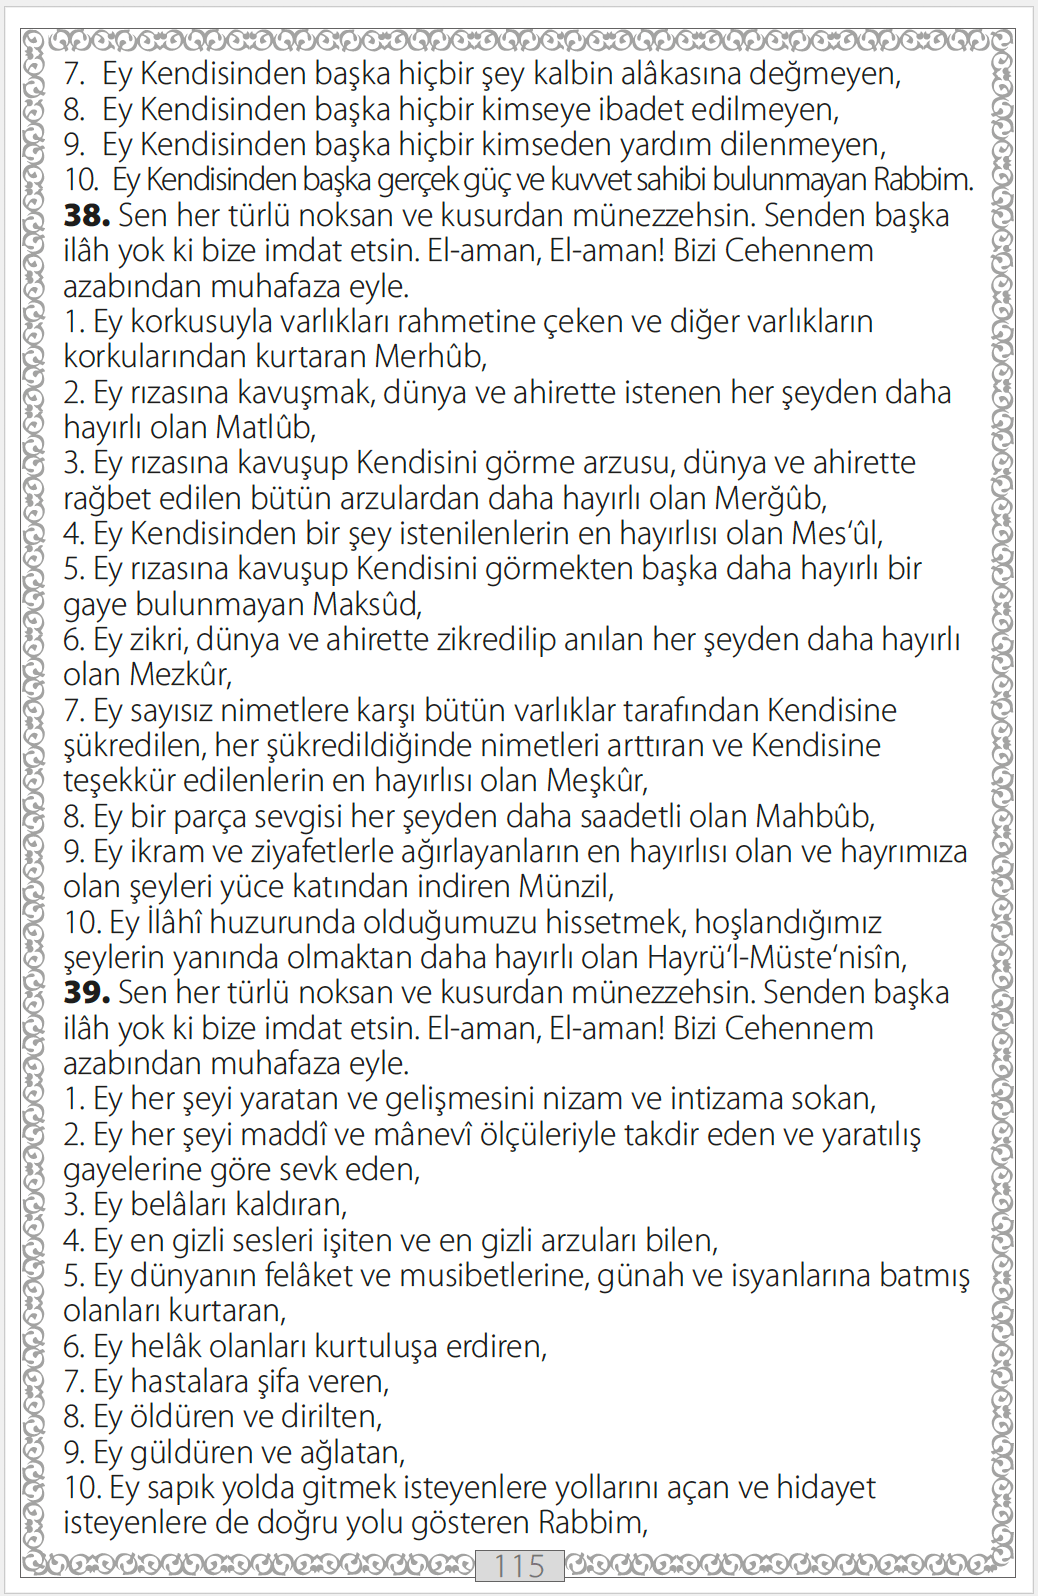 7. Ey Kendisinden başka hiçbir şey kalbin alâkasına değmeyen,
8. Ey Kendisinden başka hiçbir kimseye ibadet edilmeyen,
9. Ey Kendisinden başka hiçbir kimseden yardım dilenmeyen,
10. Ey Kendisinden başka gerçek güç ve kuvvet sahibi bulunmayan Rabbim.
38. Sen her türlü noksan ve kusurdan münezzehsin. Senden başka
ilâh yok ki bize imdat etsin. El-aman, El-aman! Bizi Cehennem
azabından muhafaza eyle.
1. Ey korkusuyla varlıkları rahmetine çeken ve diğer varlıkların
korkularından kurtaran Merhûb,
2. Ey rızasına kavuşmak, dünya ve ahirette istenen her şeyden daha
hayırlı olan Matlûb,
3. Ey rızasına kavuşup Kendisini görme arzusu, dünya ve ahirette
rağbet edilen bütün arzulardan daha hayırlı olan Merğûb,
4. Ey Kendisinden bir şey istenilenlerin en hayırlısı olan Mes‘ûl,
5. Ey rızasına kavuşup Kendisini görmekten başka daha hayırlı bir
gaye bulunmayan Maksûd,
6. Ey zikri, dünya ve ahirette zikredilip anılan her şeyden daha hayırlı
olan Mezkûr,
7. Ey sayısız nimetlere karşı bütün varlıklar tarafından Kendisine
şükredilen, her şükredildiğinde nimetleri arttıran ve Kendisine
teşekkür edilenlerin en hayırlısı olan Meşkûr,
8. Ey bir parça sevgisi her şeyden daha saadetli olan Mahbûb,
9. Ey ikram ve ziyafetlerle ağırlayanların en hayırlısı olan ve hayrımıza
olan şeyleri yüce katından indiren Münzil,
10. Ey İlâhî huzurunda olduğumuzu hissetmek, hoşlandığımız
şeylerin yanında olmaktan daha hayırlı olan Hayrü‘l-Müste‘nisîn,
39. Sen her türlü noksan ve kusurdan münezzehsin. Senden başka
ilâh yok ki bize imdat etsin. El-aman, El-aman! Bizi Cehennem
azabından muhafaza eyle.
1. Ey her şeyi yaratan ve gelişmesini nizam ve intizama sokan,
2. Ey her şeyi maddî ve mânevî ölçüleriyle takdir eden ve yaratılış
gayelerine göre sevk eden,
3. Ey belâları kaldıran,
4. Ey en gizli sesleri işiten ve en gizli arzuları bilen,
5. Ey dünyanın felâket ve musibetlerine, günah ve isyanlarına batmış
olanları kurtaran,
6. Ey helâk olanları kurtuluşa erdiren,
7. Ey hastalara şifa veren,
8. Ey öldüren ve dirilten,
9. Ey güldüren ve ağlatan,
10. Ey sapık yolda gitmek isteyenlere yollarını açan ve hidayet
isteyenlere de doğru yolu gösteren Rabbim,
115